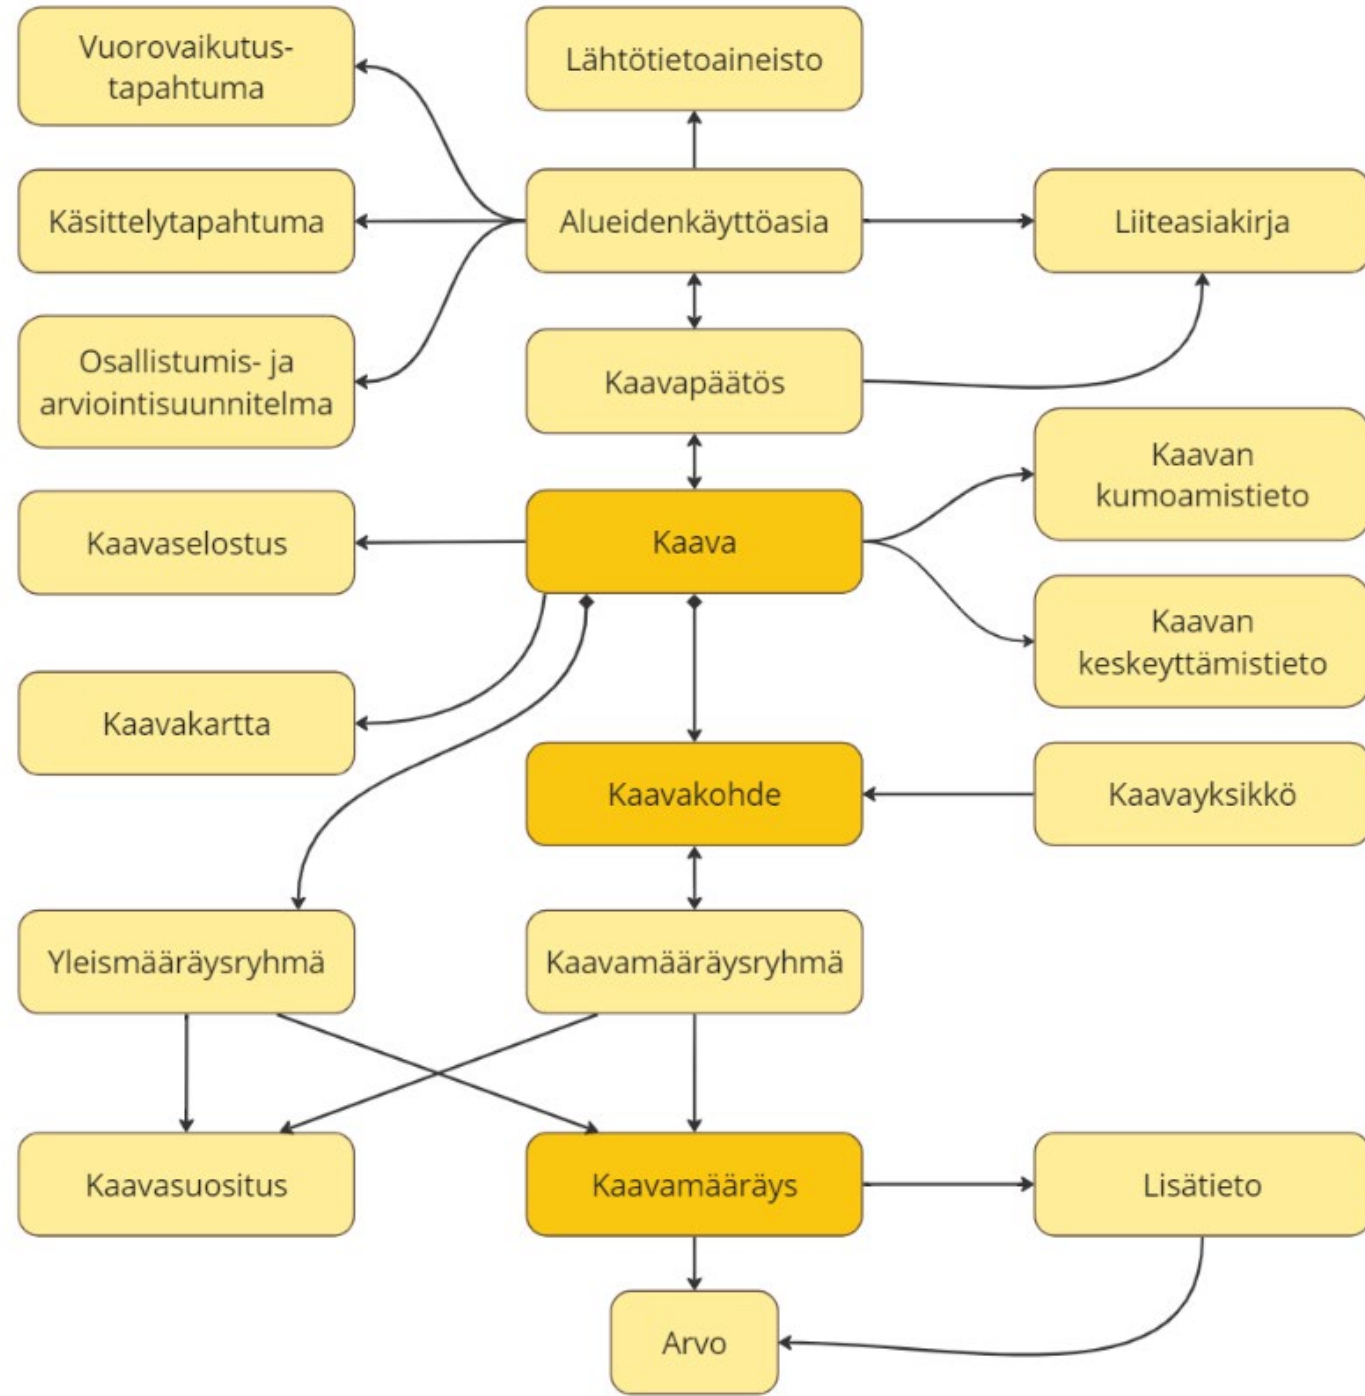 Vuorovaikutus-
tapahtuma
Lähtötietoaineisto
Käsittelytapahtuma
Alueidenkäyttöasia
Liiteasiakirja
Osallistumis- ja
arviointisuunnitelma
Kaavapäätös
Kaavan
kumoamistieto
Kaavaselostus
Kaava
Kaavan
keskeyttämistieto
Kaavakartta
Kaavakohde
Kaavayksikkö
Yleismääräysryhmä
Kaavamääräysryhmä
Kaavasuositus
Kaavamääräys
Lisätieto
Arvo